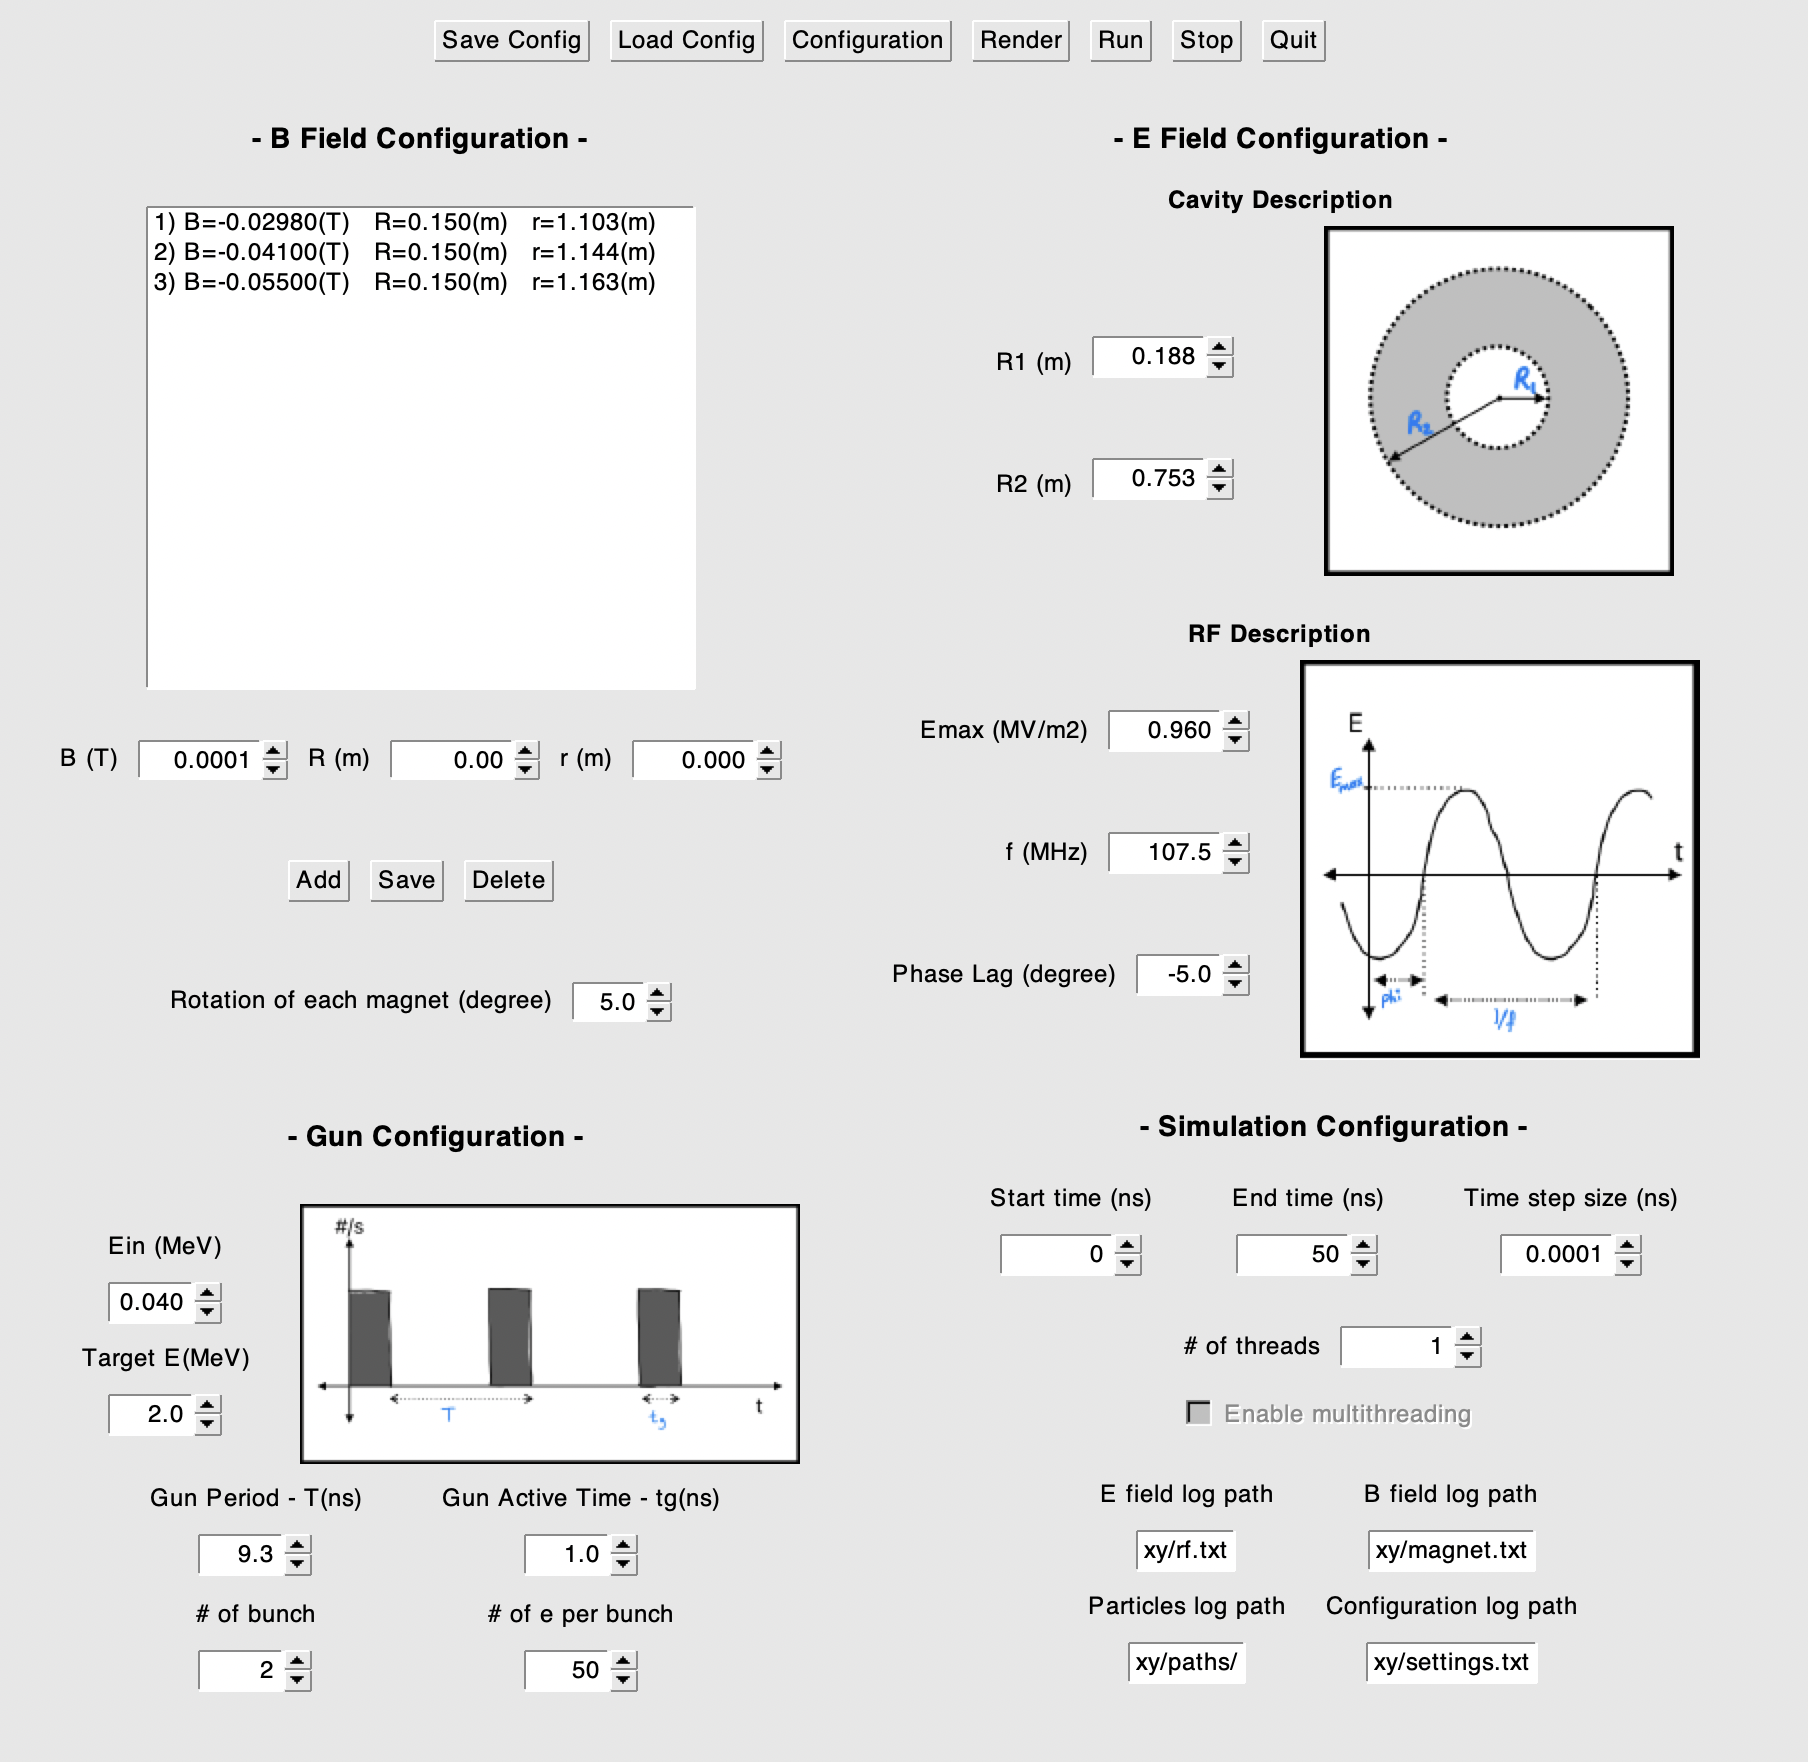 Save Config Load Config Configuration Render Run Stop Quit
- B Field Configuration -
1) B=-0.02980(T) R=0.150(m) r=1.103(m)
2) B=-0.04100(T) R=0.150(m) r=1.144(m)
3) B=-0.05500(T) R=0.150(m) r=1.163(m)
B (T) 0.0001 R (m) 0.00 r (m) 0.000
Add Save Delete
Rotation of each magnet (degree) 5.0
- E Field Configuration -
Cavity Description
R1 (m) 0.188
R2 (m) 0.753
R1
R2
RF Description
Emax (MV/m2) 0.960
f (MHz) 107.5
Phase Lag (degree) -5.0
E
Emax
t
phi
1/f
- Gun Configuration -
Ein (MeV)
0.040
Target E(MeV)
2.0
#/s
T
tg
t
Gun Period - T(ns) Gun Active Time - tg(ns)
9.3 1.0
# of bunch # of e per bunch
2 50
- Simulation Configuration -
Start time (ns) End time (ns) Time step size (ns)
0 50 0.0001
# of threads 1
Enable multithreading
E field log path B field log path
xy/rf.txt xy/magnet.txt
Particles log path Configuration log path
xy/paths/ xy/settings.txt